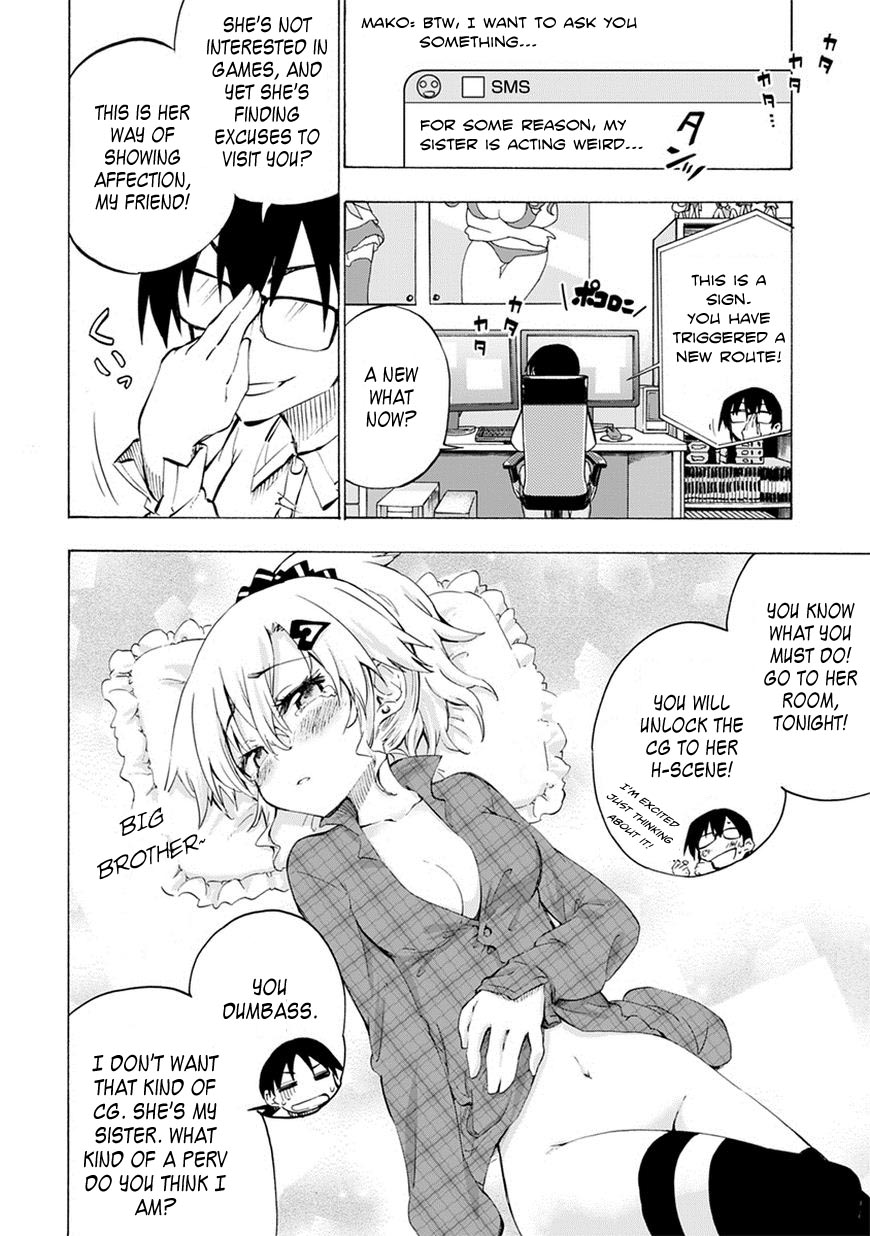 MAKO: BTW, I WANT TO ASK YOU
SOMETHING...
カタ
カタ...
SMS
FOR SOME REASON, MY
SISTER IS ACTING WEIRD...
タンッ
THIS IS A
SIGN.
YOU HAVE
TRIGGERED A
NEW ROUTE!
ポコロロン
カタ
カタ
A NEW
WHAT
NOW?
SHE'S NOT
INTERESTED IN
GAMES, AND
YET SHE'S
FINDING
EXCUSES TO
VISIT YOU?
THIS IS HER
WAY OF
SHOWING
AFFECTION,
MY FRIEND!
YOU KNOW
WHAT YOU
MUST DO!
GO TO HER
ROOM,
TONIGHT!
YOU WILL
UNLOCK THE
CG TO HER
H-SCENE!
I'M EXCITED
JUST THINKING
ABOUT IT!
BIG
BROTHER~
YOU
DUMBASS.
I DON'T WANT
THAT KIND OF
CG. SHE'S MY
SISTER. WHAT
KIND OF A PERV
DO YOU THINK I
AM?